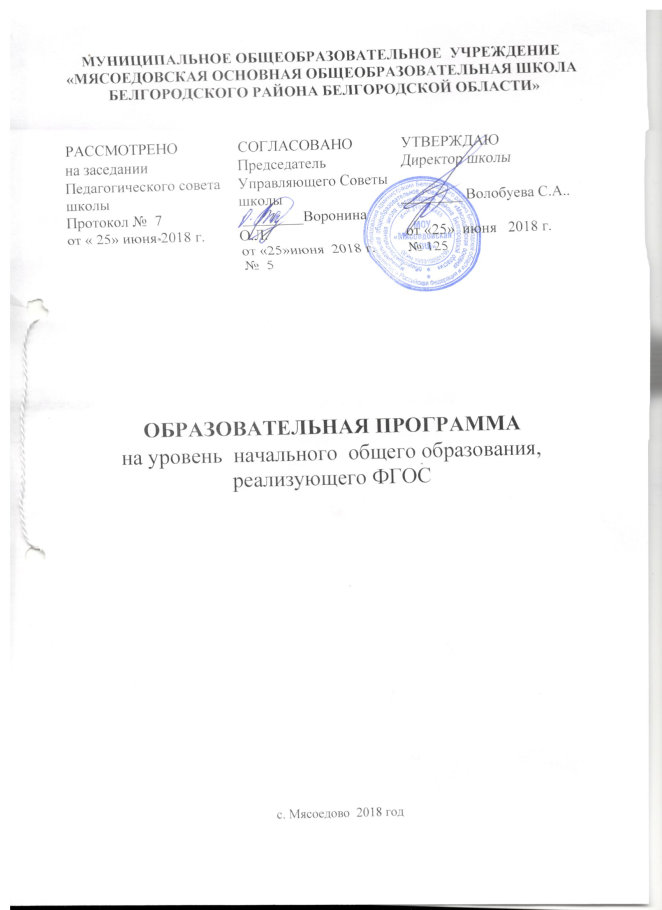 МУНИЦИПАЛЬНОЕ ОБЩЕОБРАЗОВАТЕЛЬНОЕ УЧРЕЖДЕНИЕ
«МЯСОЕДОВСКАЯ ОСНОВНАЯ ОБЩЕОБРАЗОВАТЕЛЬНАЯ ШКОЛА
БЕЛГОРОДСКОГО РАЙОНА БЕЛГОРОДСКОЙ ОБЛАСТИ»
РАССМОТРЕНО
на заседании
Педагогического совета
школы
Протокол № 7
от « 25» июня 2018 г.
СОГЛАСОВАНО
Председатель
Управляющего Советы
школы
Воронина
О.Л.
от «25»июня 2018 г.
№ 5
УТВЕРЖДАЮ
Директор школы
Волобуева С.А..
от «25» июня 2018 г.
№ 125
МОУ
«Мясоедовская
ОБРАЗОВАТЕЛЬНАЯ ПРОГРАММА
на уровень начального общего образования,
реализующего ФГОС
с. Мясоедово 2018 год